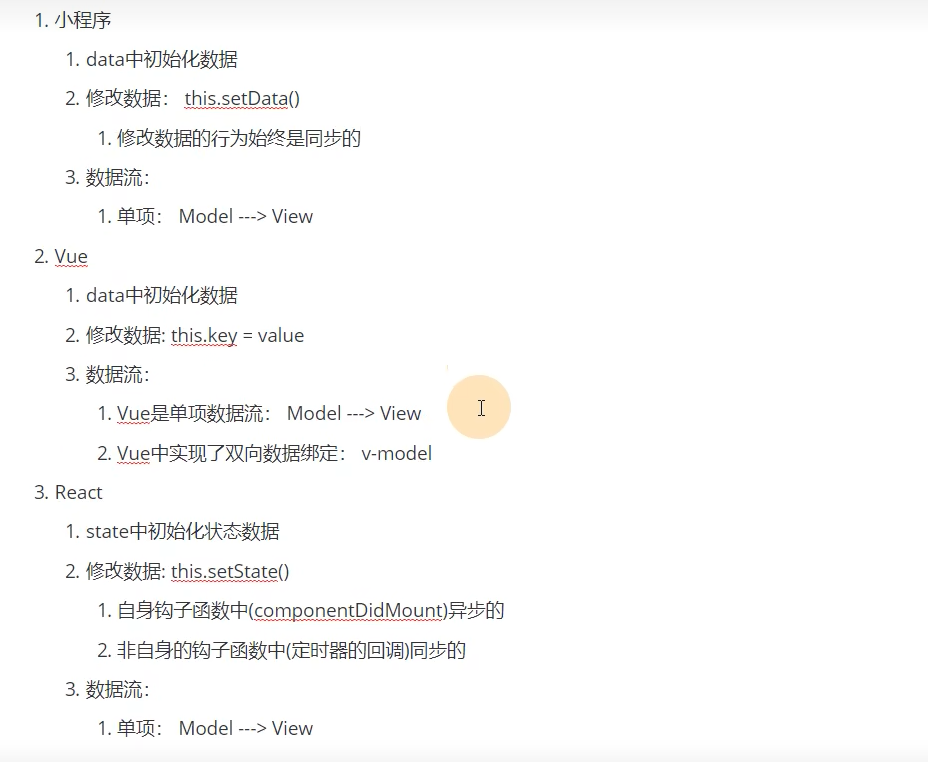 1. 小程序
1. data中初始化数据
2. 修改数据： this.setData()
1. 修改数据的行为始终是同步的
3. 数据流：
1. 单项： Model ---> View
2. Vue
1. data中初始化数据
2. 修改数据: this.key = value
3. 数据流：
1. Vue是单项数据流： Model ---> View
2. Vue中实现了双向数据绑定： v-model
3. React
1. state中初始化状态数据
2. 修改数据: this.setState()
1. 自身钩子函数中(componentDidMount)异步的
2. 非自身的钩子函数中(定时器的回调)同步的
3. 数据流：
1. 单项： Model ---> View